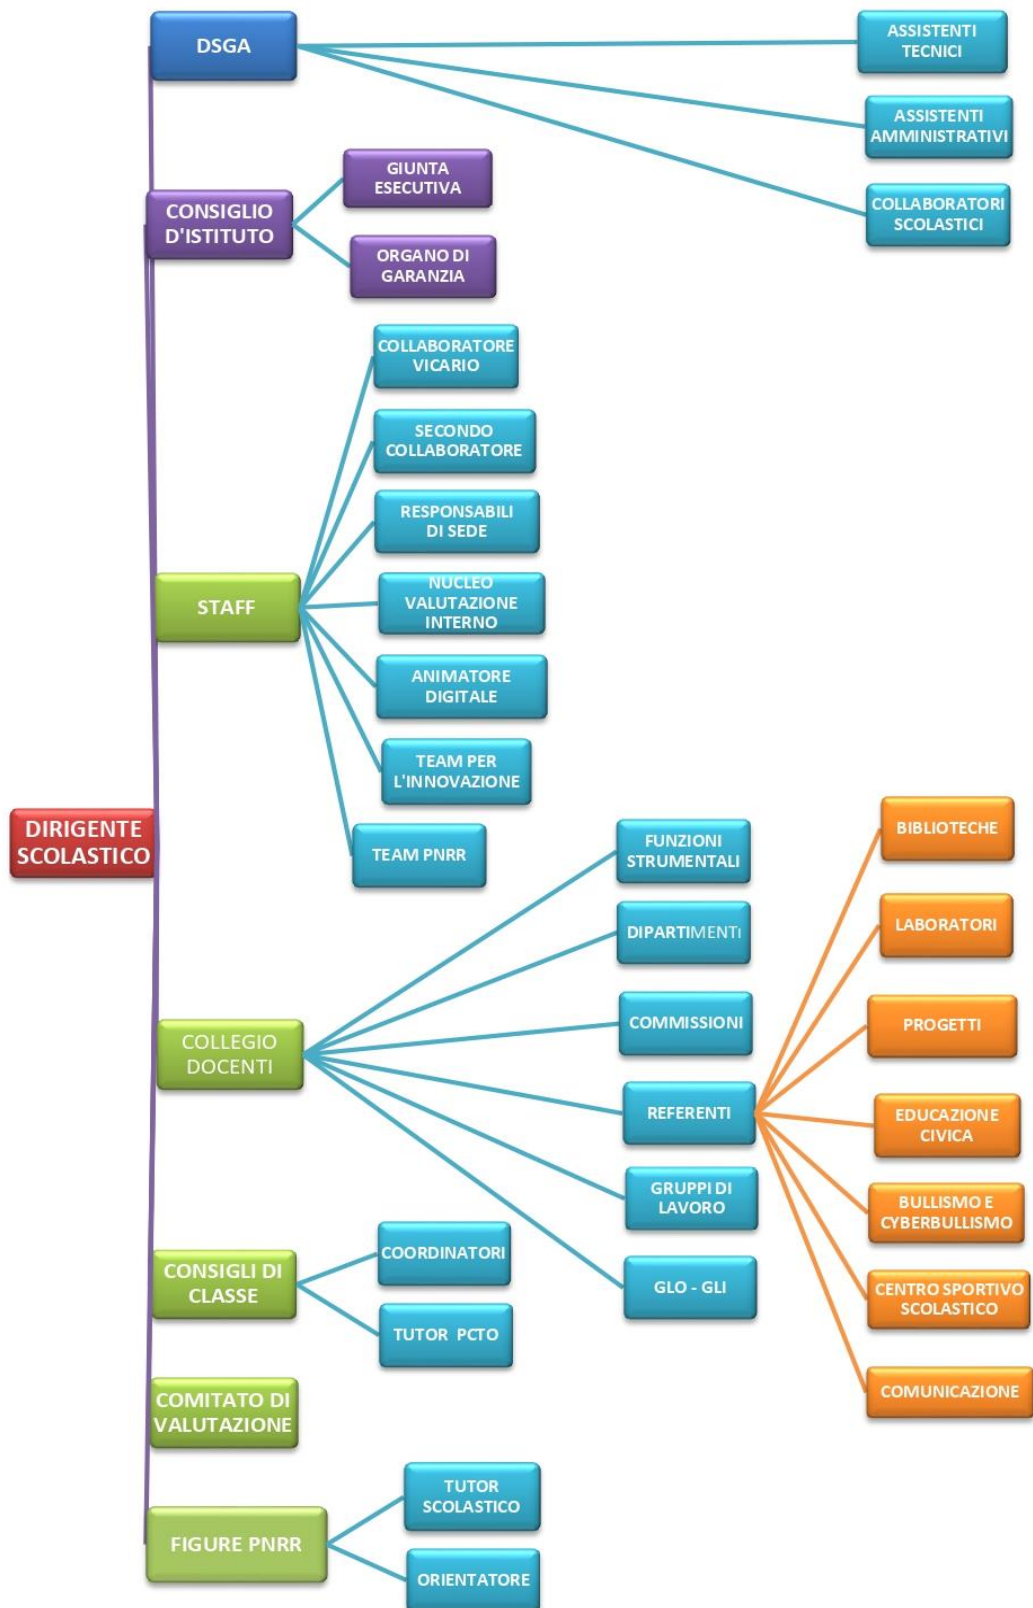 DSGA
ASSISTENTI
TECNICI
ASSISTENTI
AMMINISTRATIVI
COLLABORATORI
SCOLASTICI
CONSIGLIO
D'ISTITUTO
GIUNTA
ESECUTIVA
ORGANO DI
GARANZIA
STAFF
COLLABORATORE
VICARIO
SECONDO
COLLABORATORE
RESPONSABILI
DI SEDE
NUCLEO
VALUTAZIONE
INTERNO
ANIMATORE
DIGITALE
TEAM PER
L'INNOVAZIONE
TEAM PNRR
DIRIGENTE
SCOLASTICO
COLLEGIO
DOCENTI
FUNZIONI
STRUMENTALI
DIPARTIMENTi
COMMISSIONI
REFERENTI
GRUPPI DI
LAVORO
GLO - GLI
BIBLIOTECHE
LABORATORI
PROGETTI
EDUCAZIONE
CIVICA
BULLISMO E
CYBERBULLISMO
CENTRO SPORTIVO
SCOLASTICO
COMUNICAZIONE
CONSIGLI DI
CLASSE
COORDINATORI
TUTOR PCTO
COMITATO DI
VALUTAZIONE
FIGURE PNRR
TUTOR
SCOLASTICO
ORIENTATORE